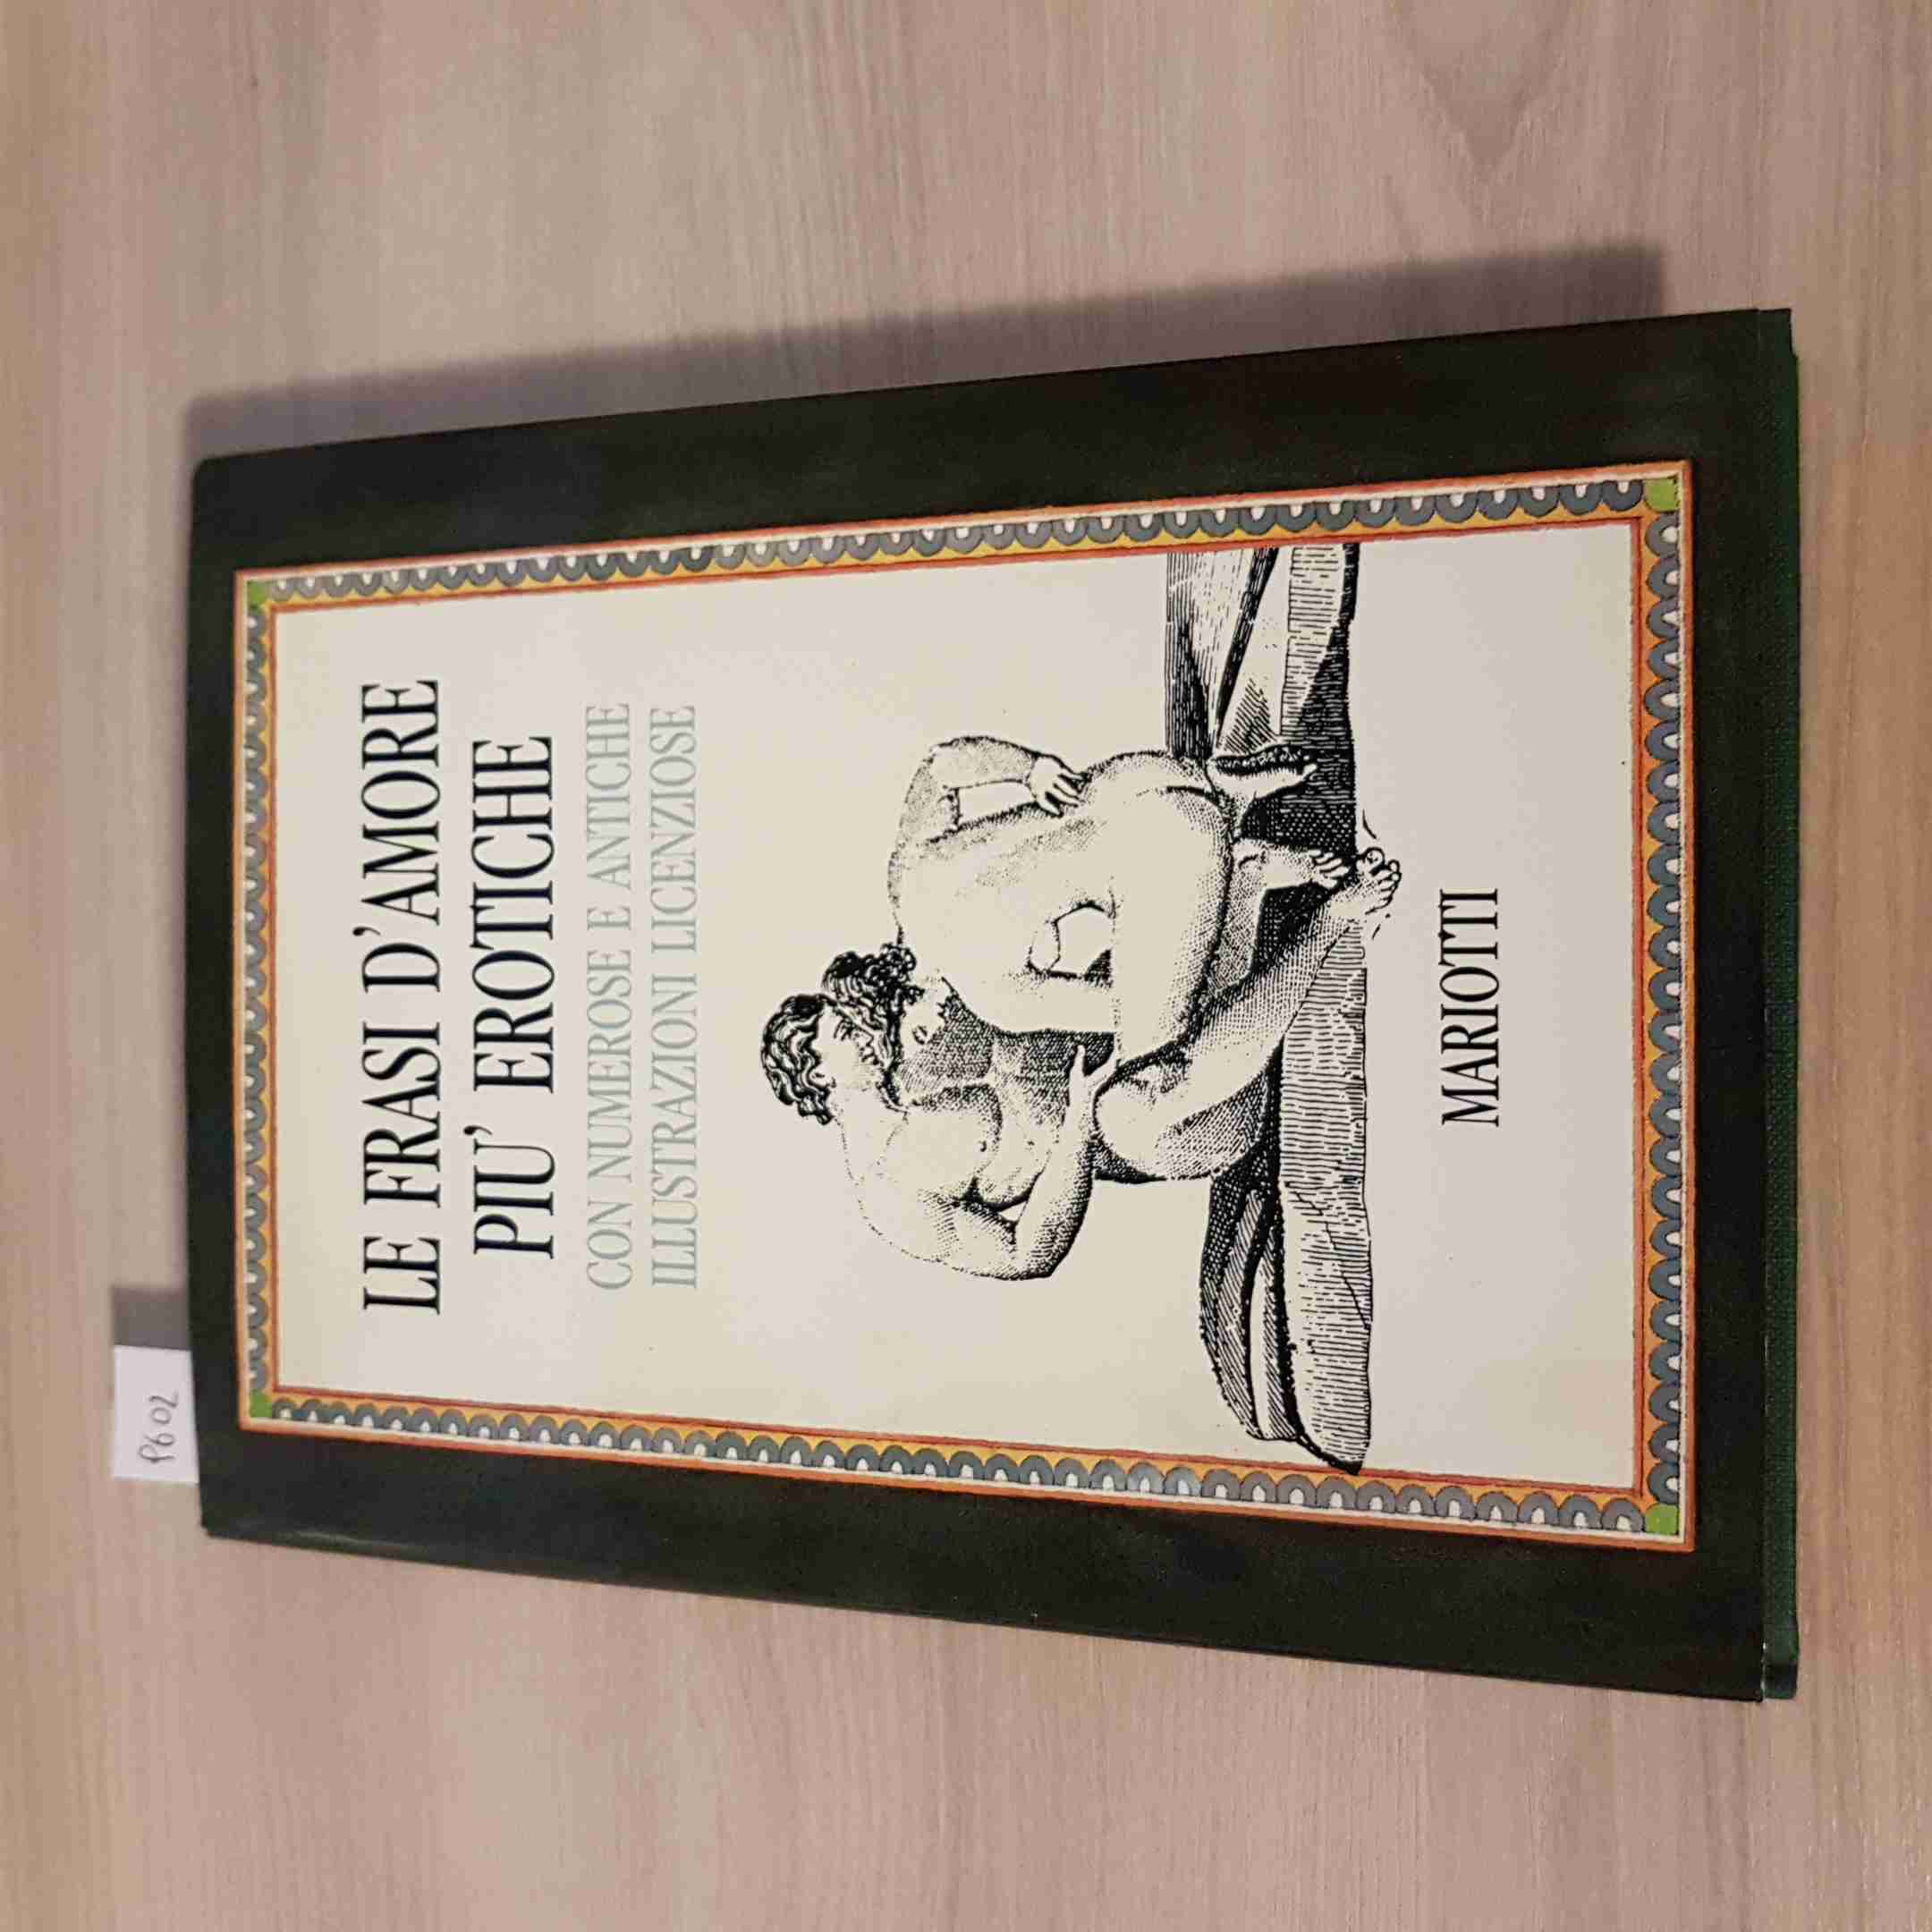 P602
LE FRASI D'AMORE
PIU' EROTICHE
CON NUMEROSE E ANTICHE
ILLUSTRAZIONI LICENZIOSE
MARIOTTI